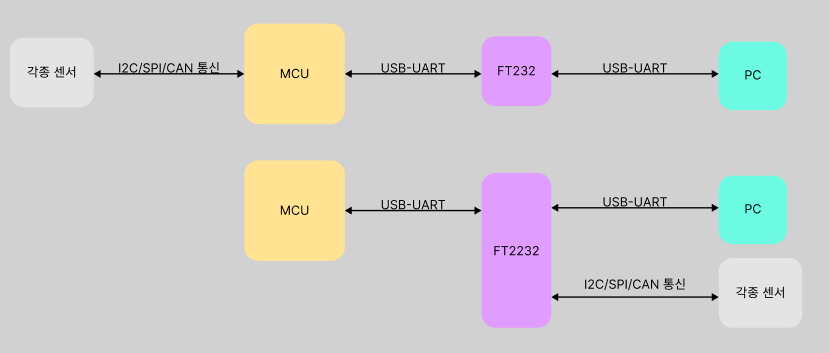 각종 센서
I2C/SPI/CAN 통신
MCU
USB-UART
FT232
USB-UART
PC
MCU
USB-UART
FT2232
USB-UART
PC
I2C/SPI/CAN 통신
각종 센서